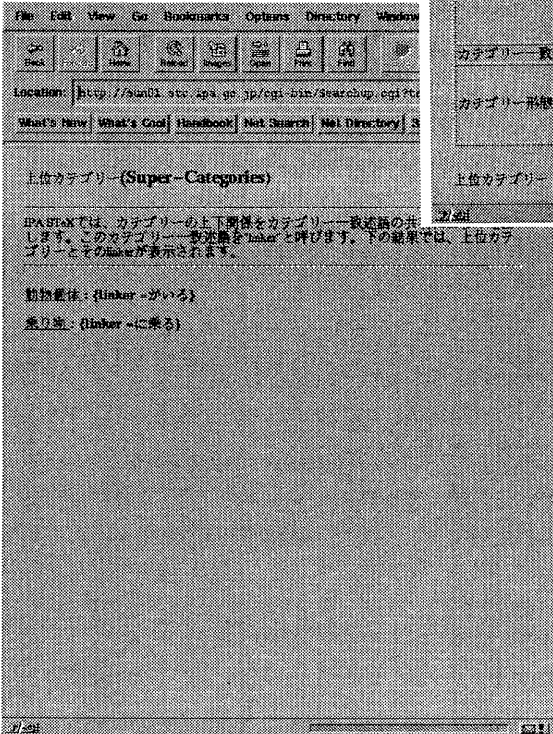 File Edit View Go Bookmarks Options Directory Window
Back Home Reload Images Open Print Find
Location: http://sun01.stc.ipa.go.jp/cgi-bin/searchup.cgi?t
What's New What's Cool Handbook Net Search Net Directory S
上位カテゴリー(Super-Categories)
IPA STeXでは、カテゴリーの上下関係をカテゴリー一致述語の共
します。このカテゴリー一致述語を"linker"と呼びます。下の結果では、上位カテ
ゴリーとそのlinkerが表示されます。
動物全体 : {linker =がいる}
乗り物 : {linker =に乗る}
カテゴリー一致
カテゴリー形態
上位カテゴリー